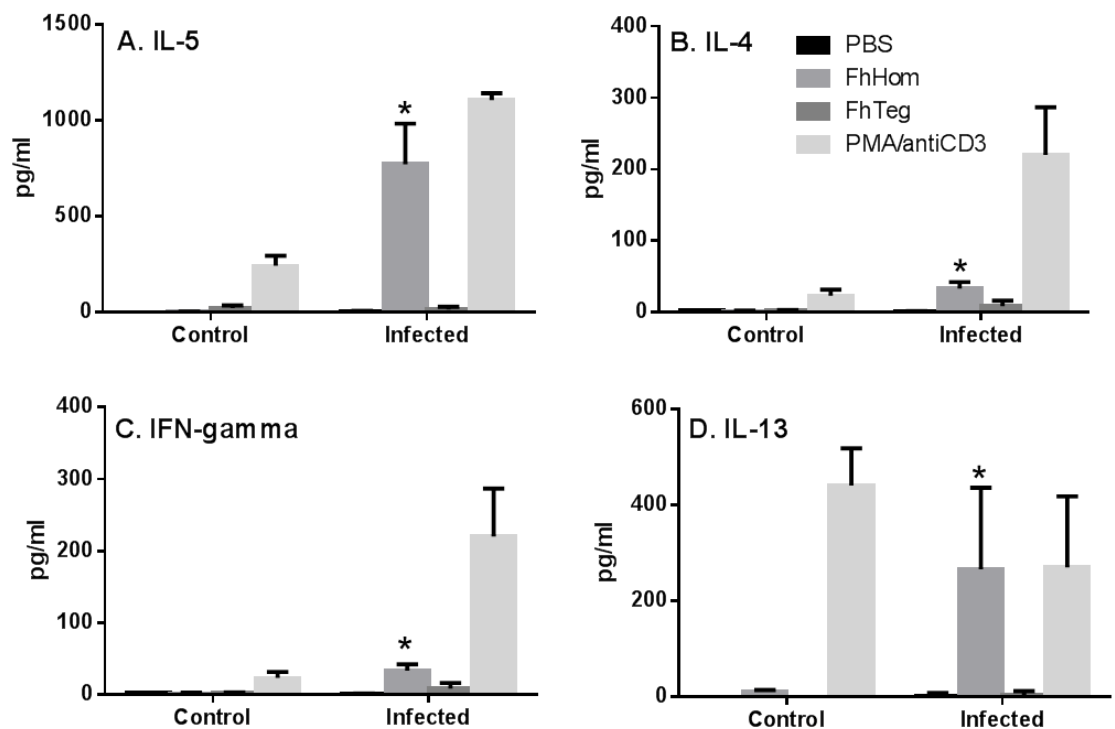 A. IL-5
1500
1000
500
0
pg/ml
*
Control
Infected
B. IL-4
400
300
200
100
0
pg/ml
*
PBS
FhHom
FhTeg
PMA/antiCD3
Control
Infected
C. IFN-gamma
400
300
200
100
0
pg/ml
*
Control
Infected
D. IL-13
600
400
200
0
pg/ml
*
Control
Infected